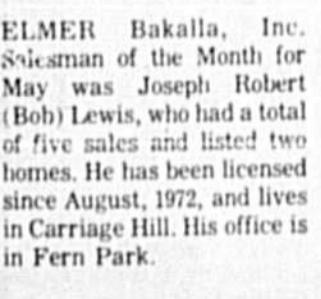 ELMER Bakalla, Inc.
Salesman of the Month for
May was Joseph Robert
(Bob) Lewis, who had a total
of five sales and listed two
homes. He has been licensed
since August, 1972, and lives
in Carriage Hill. His office is
in Fern Park.